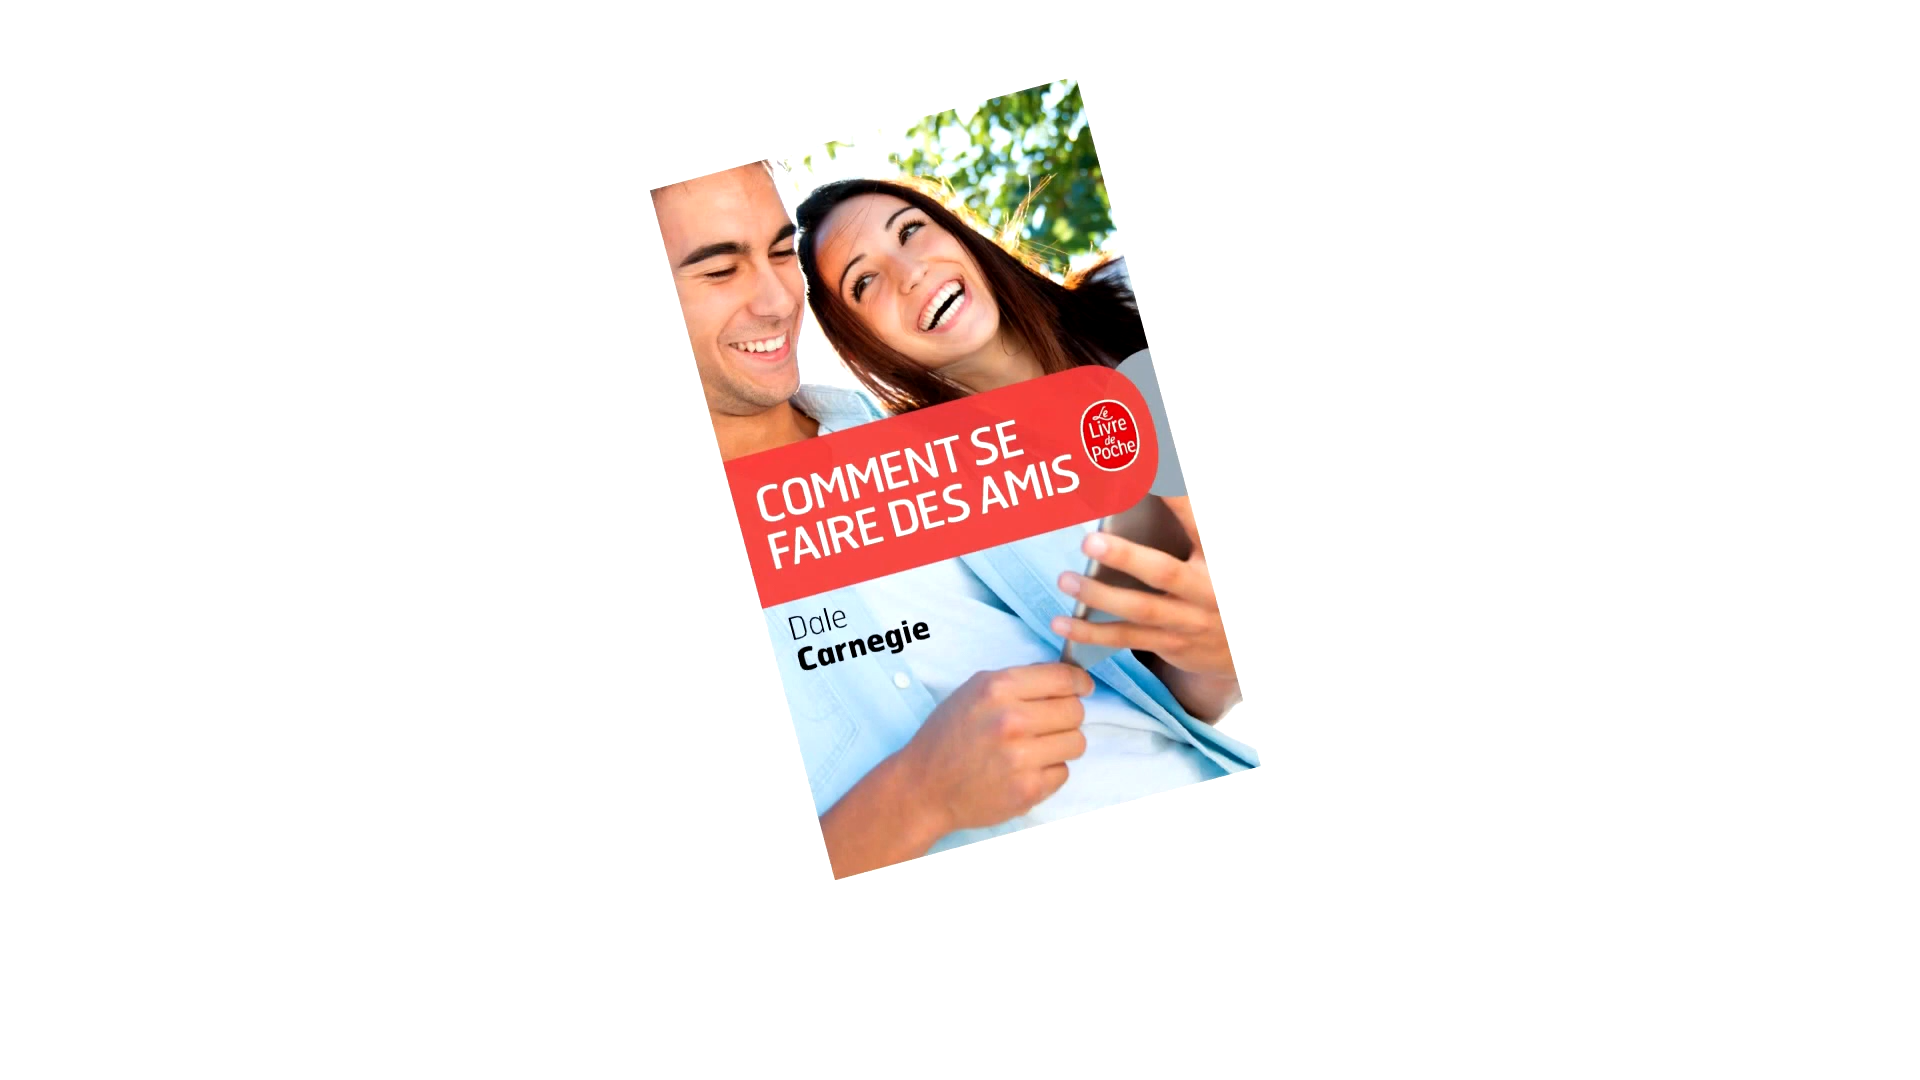 COMMENT SE
FAIRE DES AMIS
Le
Livre
de
Poche
Dale
Carnegie